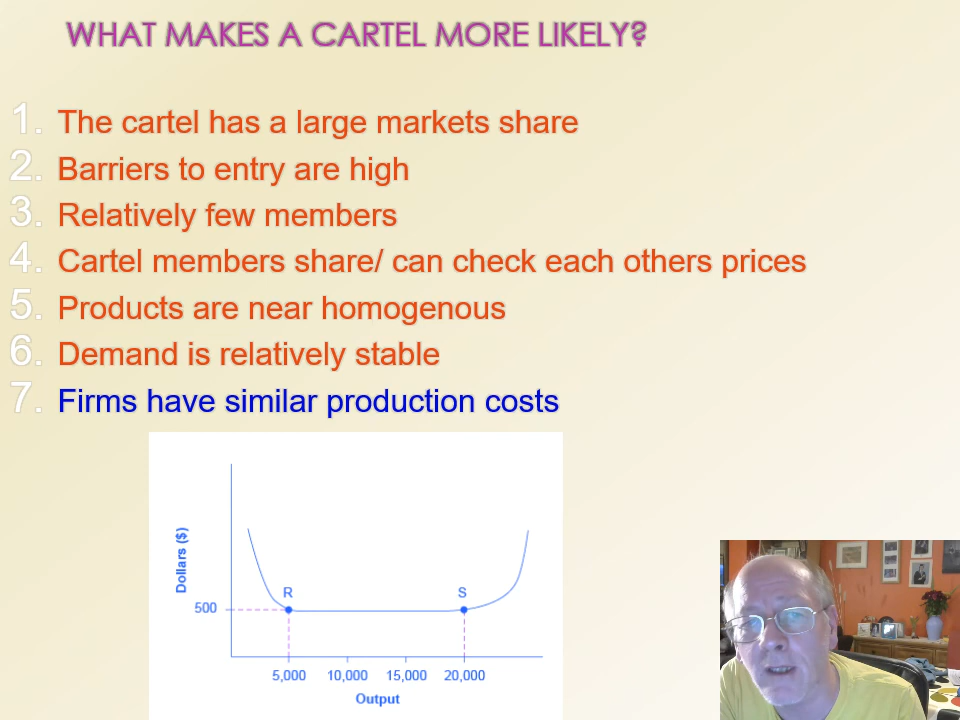 WHAT MAKES A CARTEL MORE LIKELY?
1. The cartel has a large markets share
2. Barriers to entry are high
3. Relatively few members
4. Cartel members share/ can check each others prices
5. Products are near homogenous
6. Demand is relatively stable
7. Firms have similar production costs
Dollars ($)
R
S
500
5,000 10,000 15,000 20,000
Output